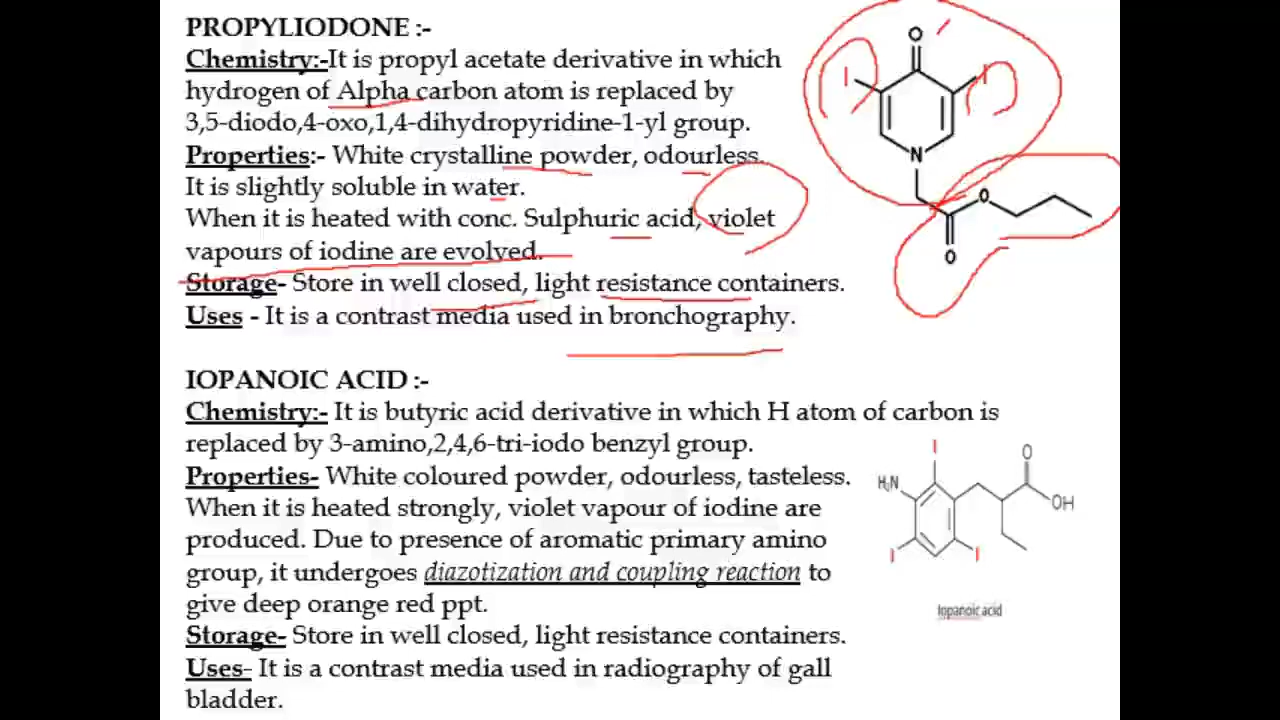 PROPYLIODONE :-
Chemistry:-It is propyl acetate derivative in which
hydrogen of Alpha carbon atom is replaced by
3,5-diodo,4-oxo,1,4-dihydropyridine-1-yl group.
Properties:- White crystalline powder, odourless.
It is slightly soluble in water.
When it is heated with conc. Sulphuric acid, violet
vapours of iodine are evolved.
Storage- Store in well closed, light resistance containers.
Uses - It is a contrast media used in bronchography.
O
I I
N
O
O
IOPANOIC ACID :-
Chemistry:- It is butyric acid derivative in which H atom of carbon is
replaced by 3-amino,2,4,6-tri-iodo benzyl group.
Properties- White coloured powder, odourless, tasteless.
When it is heated strongly, violet vapour of iodine are
produced. Due to presence of aromatic primary amino
group, it undergoes diazotization and coupling reaction to
give deep orange red ppt.
Storage- Store in well closed, light resistance containers.
Uses- It is a contrast media used in radiography of gall
bladder.
I O
H₂N
OH
I I
Iopanoic acid